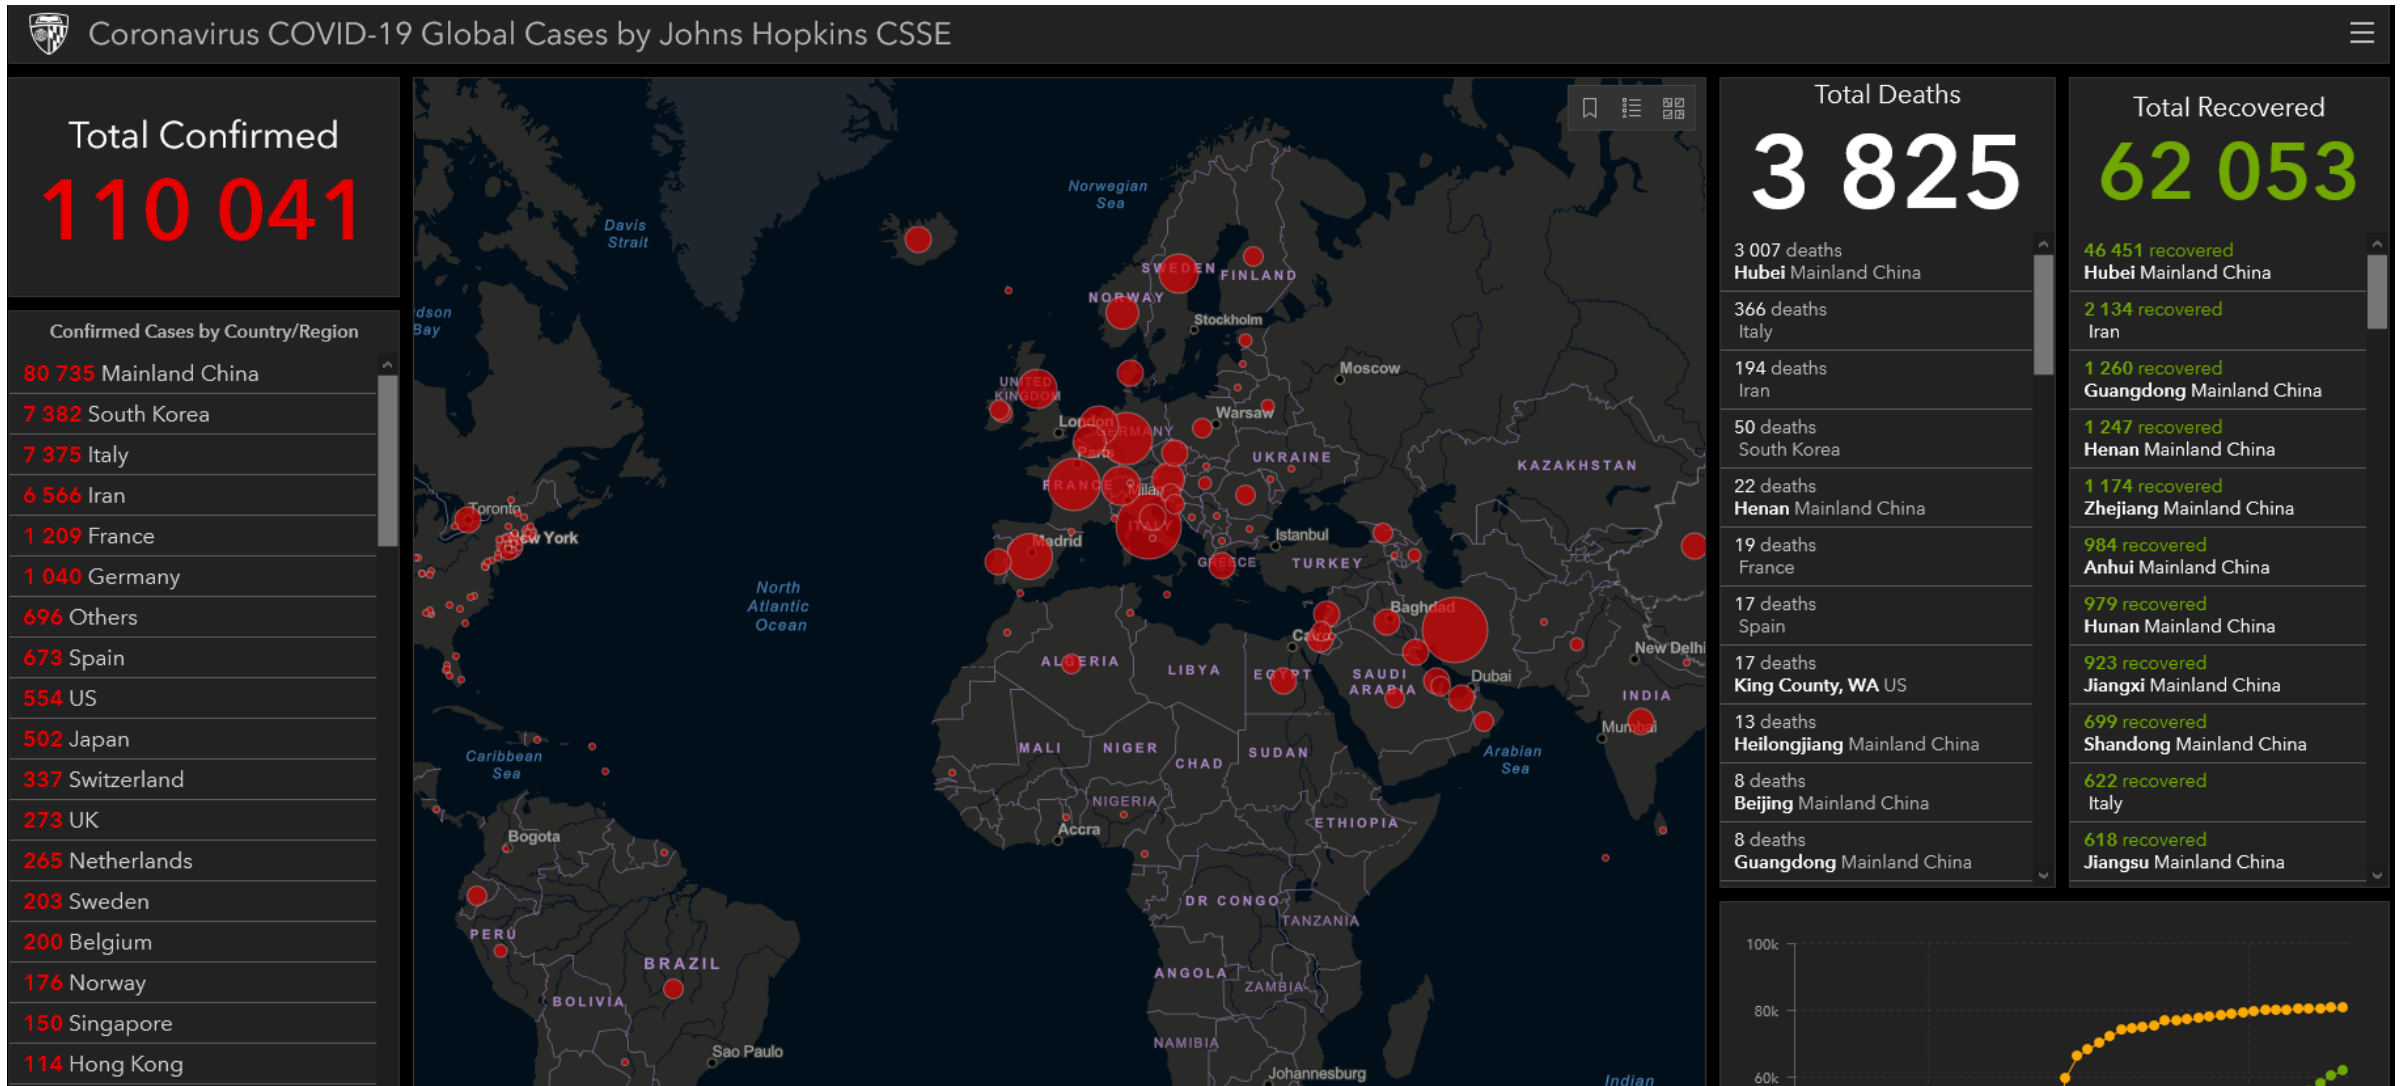 Coronavirus COVID-19 Global Cases by Johns Hopkins CSSE
Total Confirmed
110 041
Confirmed Cases by Country/Region
80 735 Mainland China
7 382 South Korea
7 375 Italy
6 566 Iran
1 209 France
1 040 Germany
696 Others
673 Spain
554 US
502 Japan
337 Switzerland
273 UK
265 Netherlands
203 Sweden
200 Belgium
176 Norway
150 Singapore
114 Hong Kong
Norwegian
Sea
Davis
Strait
dson
Bay
SWEDEN
FINLAND
NORWAY
Stockholm
Moscow
UNITED
KINGDOM
London
Warsaw
GERMANY
Paris
UKRAINE
KAZAKHSTAN
FRANCE
Milan
Toronto
New York
ITALY
Madrid
Istanbul
GREECE
TURKEY
North
Atlantic
Ocean
Baghdad
Cairo
New Delhi
ALGERIA
LIBYA
EGYPT
SAUDI
ARABIA
Dubai
INDIA
Mumbai
MALI
NIGER
CHAD
SUDAN
Arabian
Sea
Caribbean
Sea
NIGERIA
ETHIOPIA
Accra
Bogota
DR CONGO
TANZANIA
PERU
BRAZIL
ANGOLA
ZAMBIA
BOLIVIA
NAMIBIA
Sao Paulo
Johannesburg
Indian
Total Deaths
3 825
3 007 deaths
Hubei Mainland China
366 deaths
Italy
194 deaths
Iran
50 deaths
South Korea
22 deaths
Henan Mainland China
19 deaths
France
17 deaths
Spain
17 deaths
King County, WA US
13 deaths
Heilongjiang Mainland China
8 deaths
Beijing Mainland China
8 deaths
Guangdong Mainland China
Total Recovered
62 053
46 451 recovered
Hubei Mainland China
2 134 recovered
Iran
1 260 recovered
Guangdong Mainland China
1 247 recovered
Henan Mainland China
1 174 recovered
Zhejiang Mainland China
984 recovered
Anhui Mainland China
979 recovered
Hunan Mainland China
923 recovered
Jiangxi Mainland China
699 recovered
Shandong Mainland China
622 recovered
Italy
618 recovered
Jiangsu Mainland China
100k
80k
60k